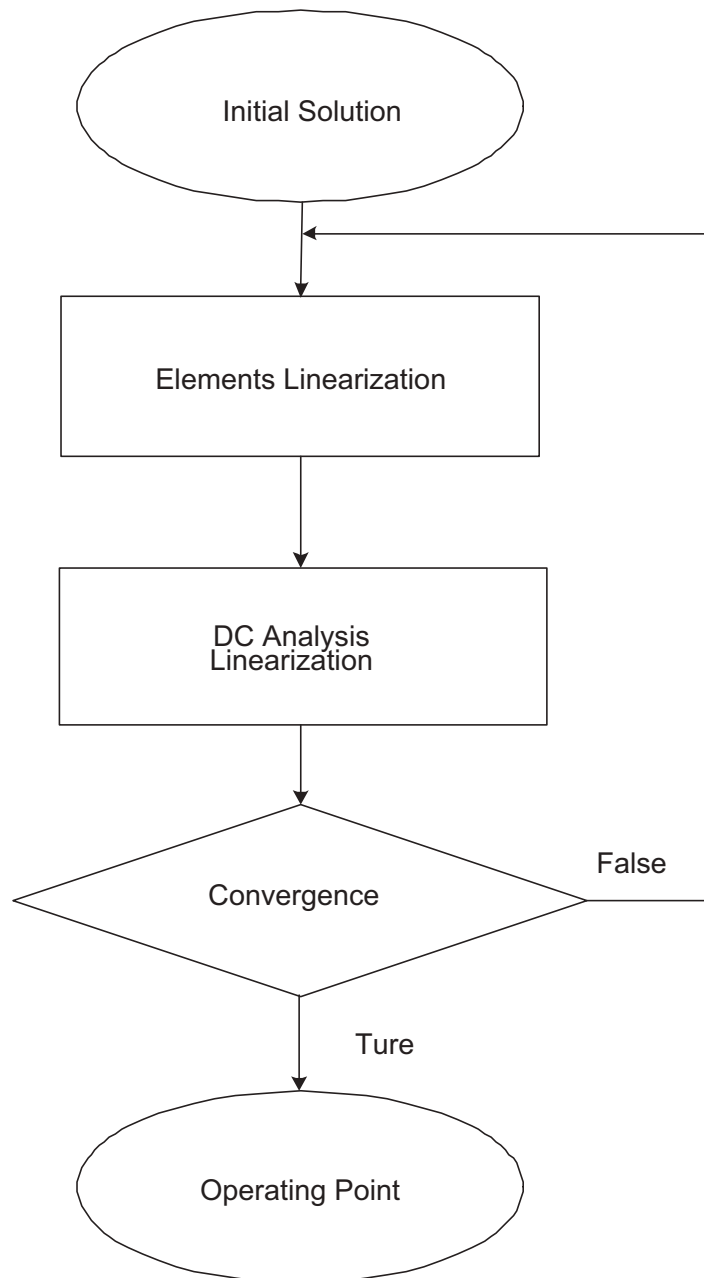 Initial Solution
Elements Linearization
DC Analysis
Linearization
Convergence
False
Ture
Operating Point